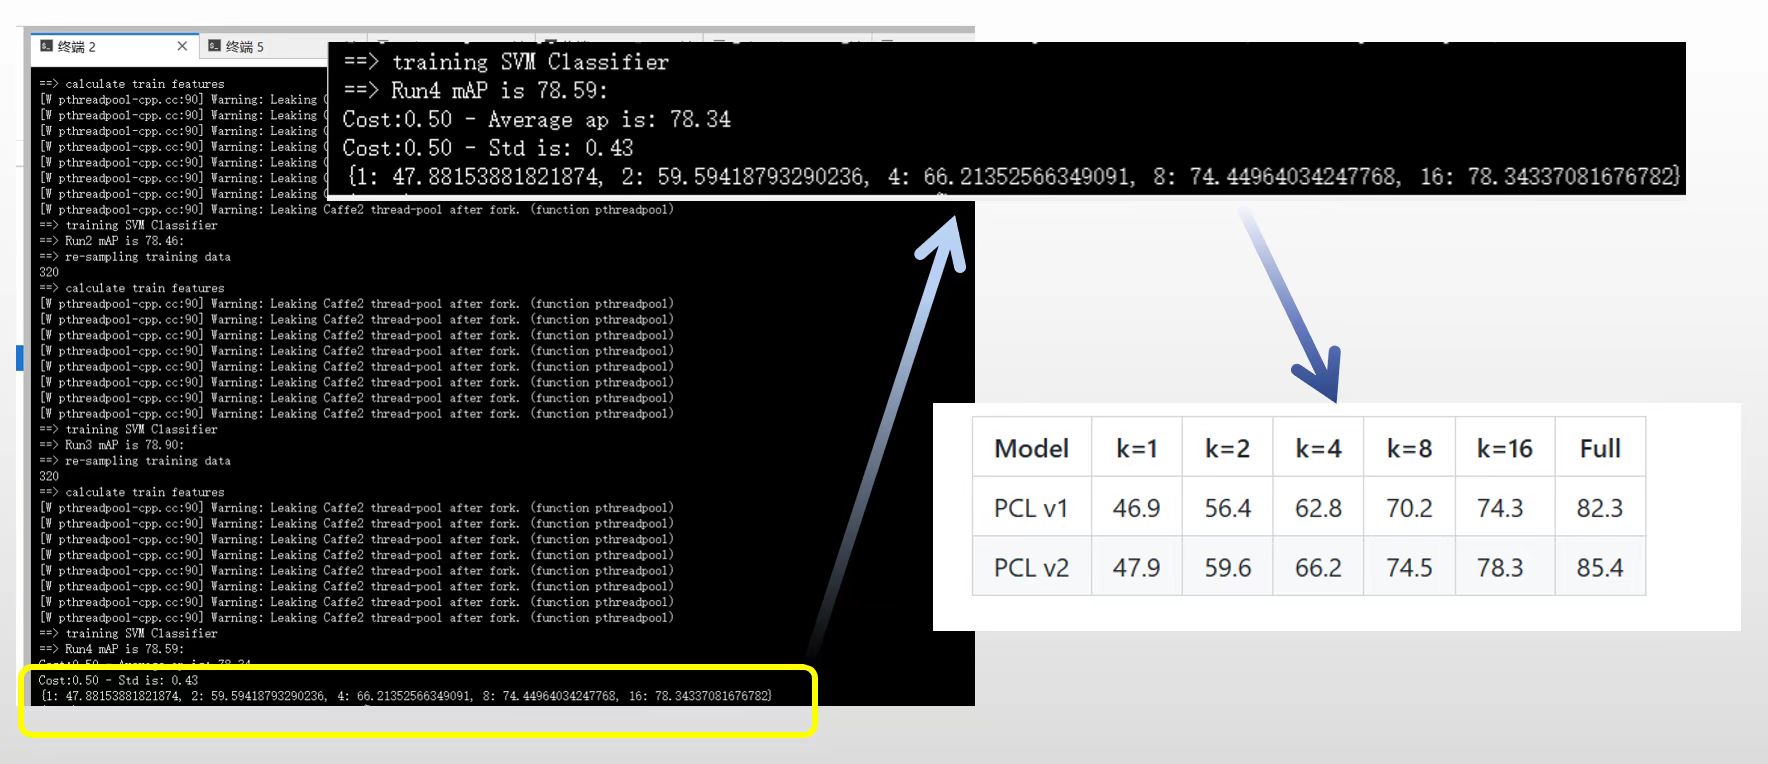 终端 2
终端 5
==> calculate train features
[W pthreadpool-cpp.cc:90] Warning: Leaking
[W pthreadpool-cpp.cc:90] Warning: Leaking
[W pthreadpool-cpp.cc:90] Warning: Leaking
[W pthreadpool-cpp.cc:90] Warning: Leaking
[W pthreadpool-cpp.cc:90] Warning: Leaking
[W pthreadpool-cpp.cc:90] Warning: Leaking
[W pthreadpool-cpp.cc:90] Warning: Leaking
[W pthreadpool-cpp.cc:90] Warning: Leaking Caffe2 thread-pool after fork. (function pthreadpool)
==> training SVM Classifier
==> Run2 mAP is 78.46:
==> re-sampling training data
320
==> calculate train features
[W pthreadpool-cpp.cc:90] Warning: Leaking Caffe2 thread-pool after fork. (function pthreadpool)
[W pthreadpool-cpp.cc:90] Warning: Leaking Caffe2 thread-pool after fork. (function pthreadpool)
[W pthreadpool-cpp.cc:90] Warning: Leaking Caffe2 thread-pool after fork. (function pthreadpool)
[W pthreadpool-cpp.cc:90] Warning: Leaking Caffe2 thread-pool after fork. (function pthreadpool)
[W pthreadpool-cpp.cc:90] Warning: Leaking Caffe2 thread-pool after fork. (function pthreadpool)
[W pthreadpool-cpp.cc:90] Warning: Leaking Caffe2 thread-pool after fork. (function pthreadpool)
[W pthreadpool-cpp.cc:90] Warning: Leaking Caffe2 thread-pool after fork. (function pthreadpool)
[W pthreadpool-cpp.cc:90] Warning: Leaking Caffe2 thread-pool after fork. (function pthreadpool)
==> training SVM Classifier
==> Run3 mAP is 78.90:
==> re-sampling training data
320
==> calculate train features
[W pthreadpool-cpp.cc:90] Warning: Leaking Caffe2 thread-pool after fork. (function pthreadpool)
[W pthreadpool-cpp.cc:90] Warning: Leaking Caffe2 thread-pool after fork. (function pthreadpool)
[W pthreadpool-cpp.cc:90] Warning: Leaking Caffe2 thread-pool after fork. (function pthreadpool)
[W pthreadpool-cpp.cc:90] Warning: Leaking Caffe2 thread-pool after fork. (function pthreadpool)
[W pthreadpool-cpp.cc:90] Warning: Leaking Caffe2 thread-pool after fork. (function pthreadpool)
[W pthreadpool-cpp.cc:90] Warning: Leaking Caffe2 thread-pool after fork. (function pthreadpool)
[W pthreadpool-cpp.cc:90] Warning: Leaking Caffe2 thread-pool after fork. (function pthreadpool)
[W pthreadpool-cpp.cc:90] Warning: Leaking Caffe2 thread-pool after fork. (function pthreadpool)
==> training SVM Classifier
==> Run4 mAP is 78.59:
Cost:0.50 - Average ap is: 78.34
Cost:0.50 - Std is: 0.43
{1: 47.88153881821874, 2: 59.59418793290236, 4: 66.21352566349091, 8: 74.44964034247768, 16: 78.34337081676782}
==> training SVM Classifier
==> Run4 mAP is 78.59:
Cost:0.50 - Average ap is: 78.34
Cost:0.50 - Std is: 0.43
{1: 47.88153881821874, 2: 59.59418793290236, 4: 66.21352566349091, 8: 74.44964034247768, 16: 78.34337081676782}
Model k=1 k=2 k=4 k=8 k=16 Full
PCL v1 46.9 56.4 62.8 70.2 74.3 82.3
PCL v2 47.9 59.6 66.2 74.5 78.3 85.4